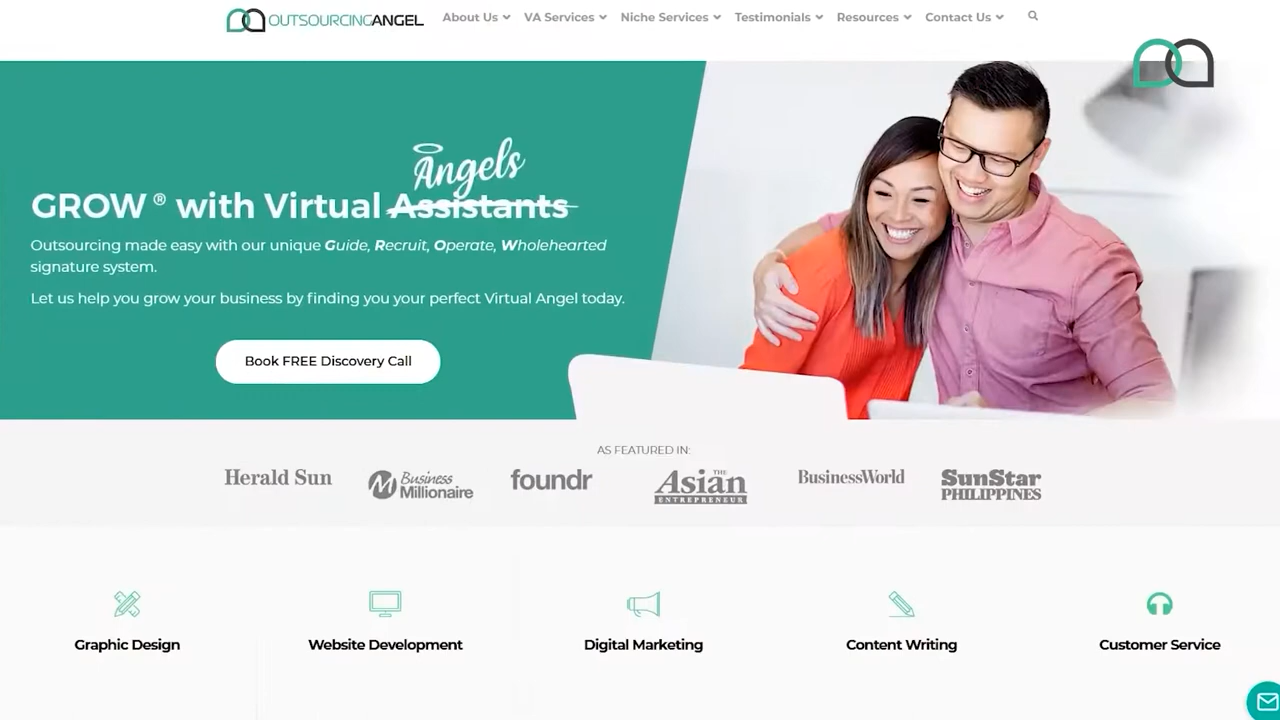 OUTSOURCINGANGEL
About Us
VA Services
Niche Services
Testimonials
Resources
Contact Us
Angels
GROW ® with Virtual Assistants
Outsourcing made easy with our unique Guide, Recruit, Operate, Wholehearted
signature system.
Let us help you grow your business by finding you your perfect Virtual Angel today.
Book FREE Discovery Call
AS FEATURED IN:
Herald Sun
M Business
Millionaire
foundr
THE
Asian
ENTREPRENEUR
BusinessWorld
SunStar
PHILIPPINES
Graphic Design
Website Development
Digital Marketing
Content Writing
Customer Service